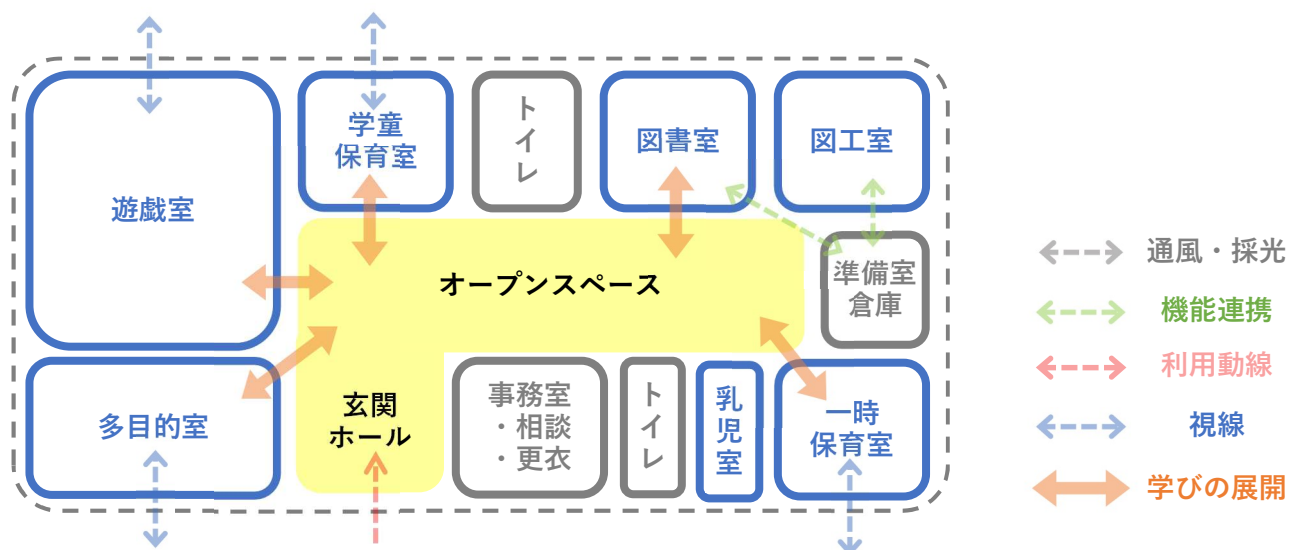 遊戯室
学童
保育室
トイレ
図書室
図工室
オープンスペース
準備室
倉庫
多目的室
玄関
ホール
事務室
・相談
・更衣
トイレ
乳児室
一時
保育室
通風・採光
機能連携
利用動線
視線
学びの展開